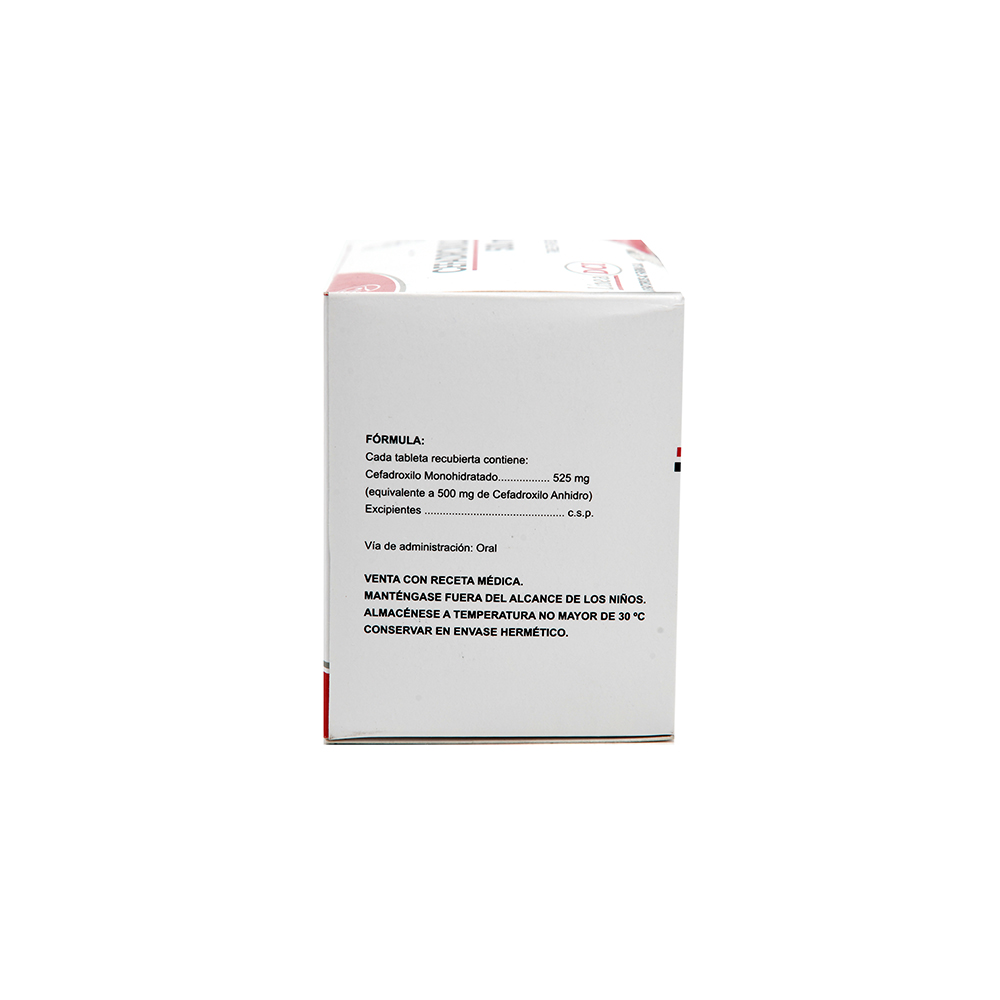 Línea DCI
FÓRMULA:
Cada tableta recubierta contiene:
Cefadroxilo Monohidratado................. 525 mg
(equivalente a 500 mg de Cefadroxilo Anhidro)
Excipientes .............................................. c.s.p.
Vía de administración: Oral
VENTA CON RECETA MÉDICA.
MANTÉNGASE FUERA DEL ALCANCE DE LOS NIÑOS.
ALMACÉNESE A TEMPERATURA NO MAYOR DE 30 ºC
CONSERVAR EN ENVASE HERMÉTICO.